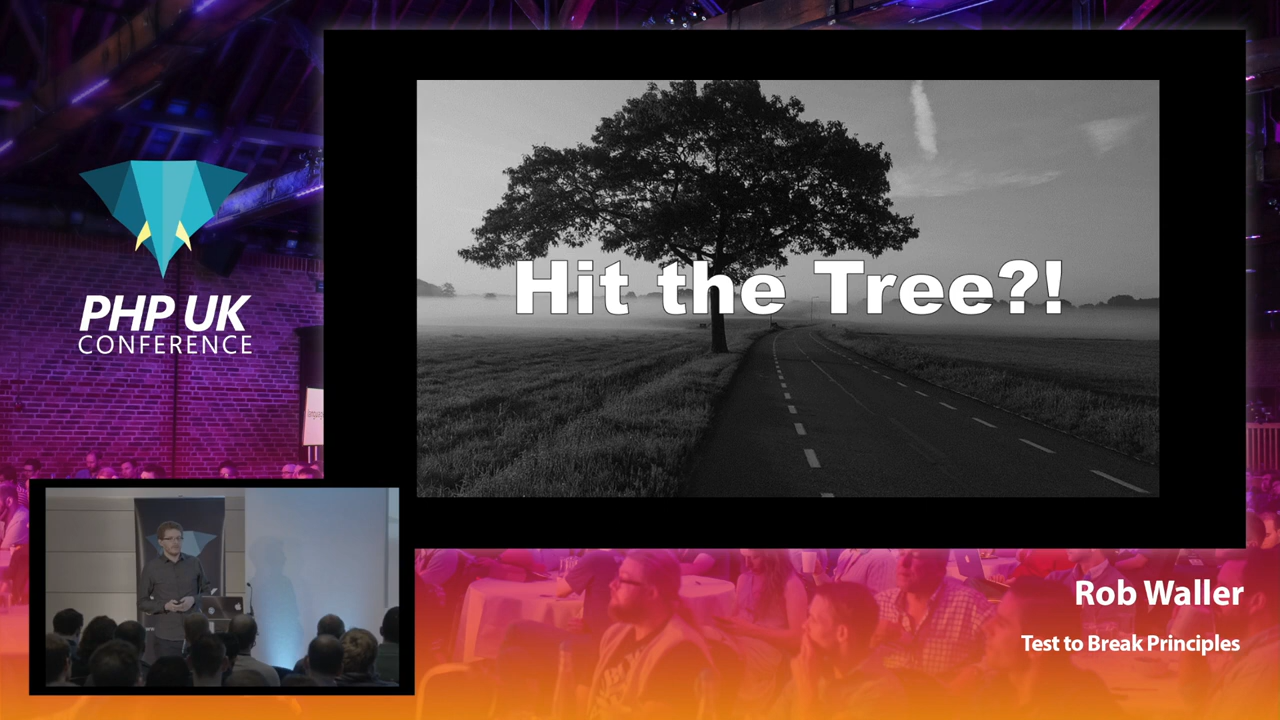 Hit the Tree?!
PHP UK
CONFERENCE
Rob Waller
Test to Break Principles